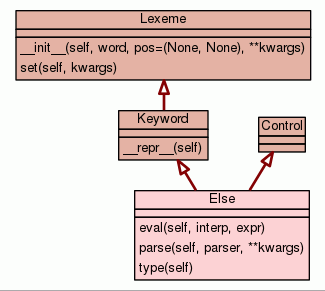 Lexeme
__init__(self, word, pos=(None, None), **kwargs)
set(self, kwargs)
Keyword
__repr__(self)
Control
Else
eval(self, interp, expr)
parse(self, parser, **kwargs)
type(self)